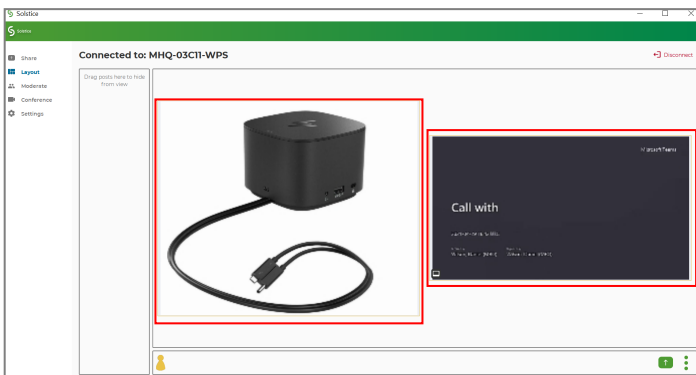 Solstice
Solstice
Connected to: MHQ-03C11-WPS
Disconnect
Share
Layout
Moderate
Conference
Settings
Drag posts here to hide
from view
Microsoft Teams
Call with